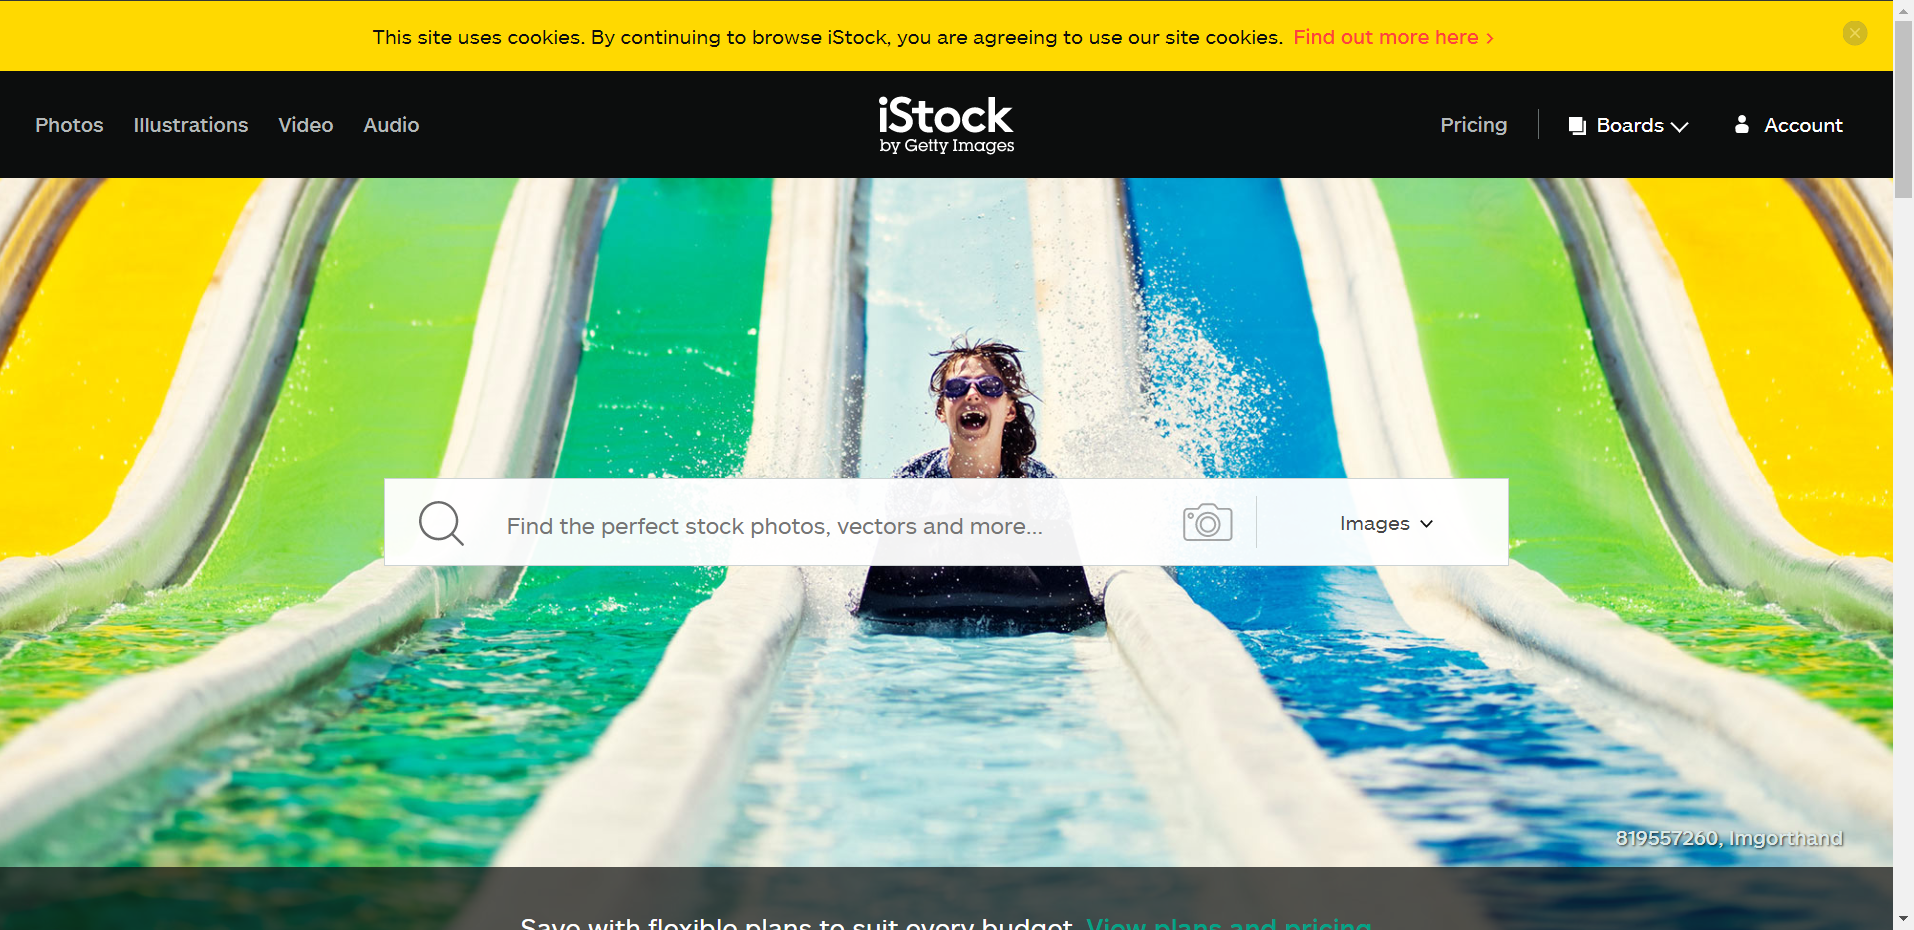 This site uses cookies. By continuing to browse iStock, you are agreeing to use our site cookies. Find out more here >
Photos Illustrations Video Audio
iStock
by Getty Images
Pricing Boards Account
Find the perfect stock photos, vectors and more...
Images
819557260, Imgorthand
Save with flexible plans to suit every budget. View plans and pricing